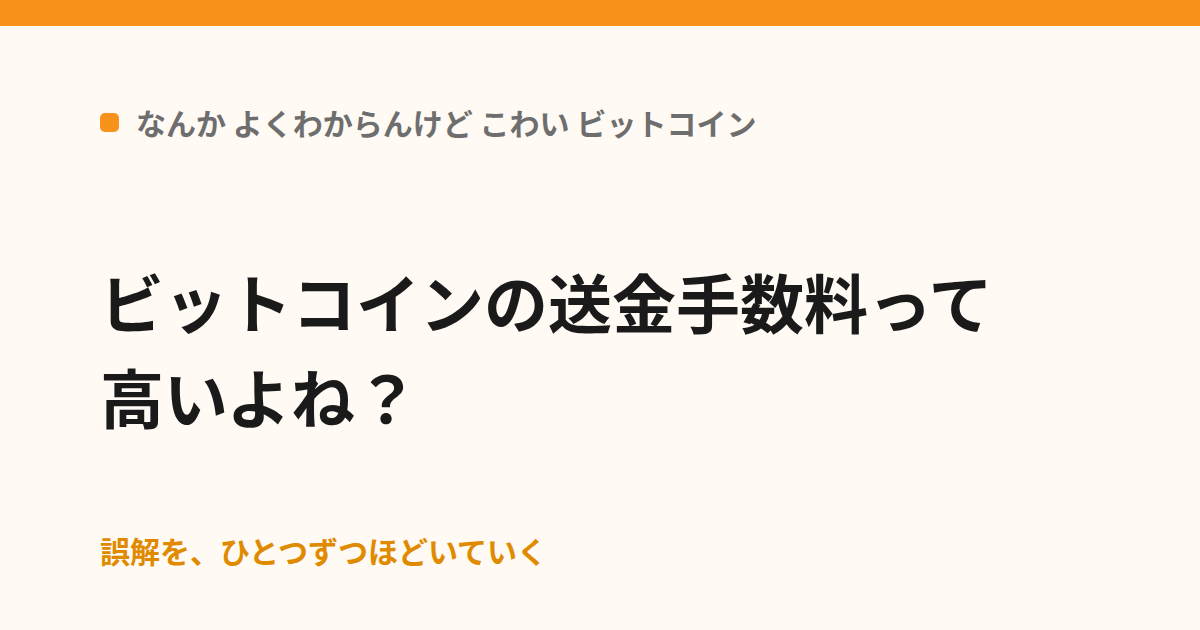 なんか よくわからんけど こわい ビットコイン
ビットコインの送金手数料って
高いよね？
誤解を、ひとつずつほどいていく